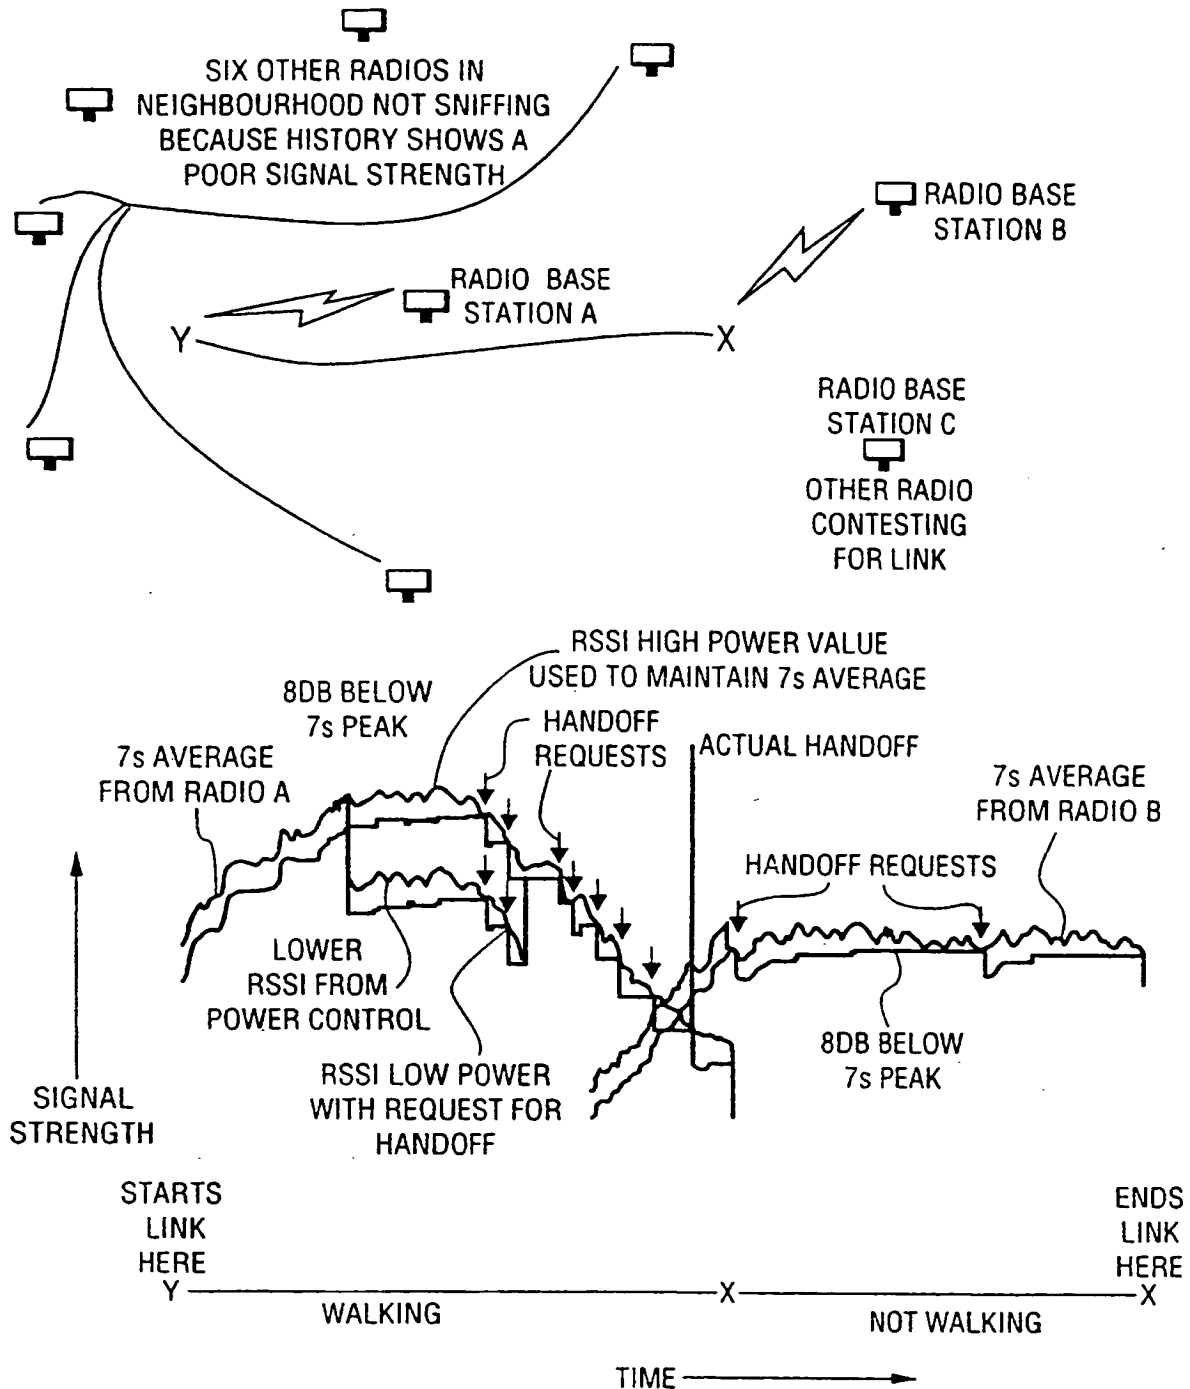 SIX OTHER RADIOS IN
NEIGHBOURHOOD NOT SNIFFING
BECAUSE HISTORY SHOWS A
POOR SIGNAL STRENGTH
RADIO BASE
STATION B
RADIO BASE
STATION A
Y
X
RADIO BASE
STATION C
OTHER RADIO
CONTESTING
FOR LINK
RSSI HIGH POWER VALUE
USED TO MAINTAIN 7s AVERAGE
8DB BELOW
7s PEAK
HANDOFF
REQUESTS
ACTUAL HANDOFF
7s AVERAGE
FROM RADIO A
7s AVERAGE
FROM RADIO B
HANDOFF REQUESTS
LOWER
RSSI FROM
POWER CONTROL
8DB BELOW
7s PEAK
RSSI LOW POWER
WITH REQUEST FOR
HANDOFF
SIGNAL
STRENGTH
STARTS
LINK
HERE
ENDS
LINK
HERE
Y
X
X
WALKING
NOT WALKING
TIME